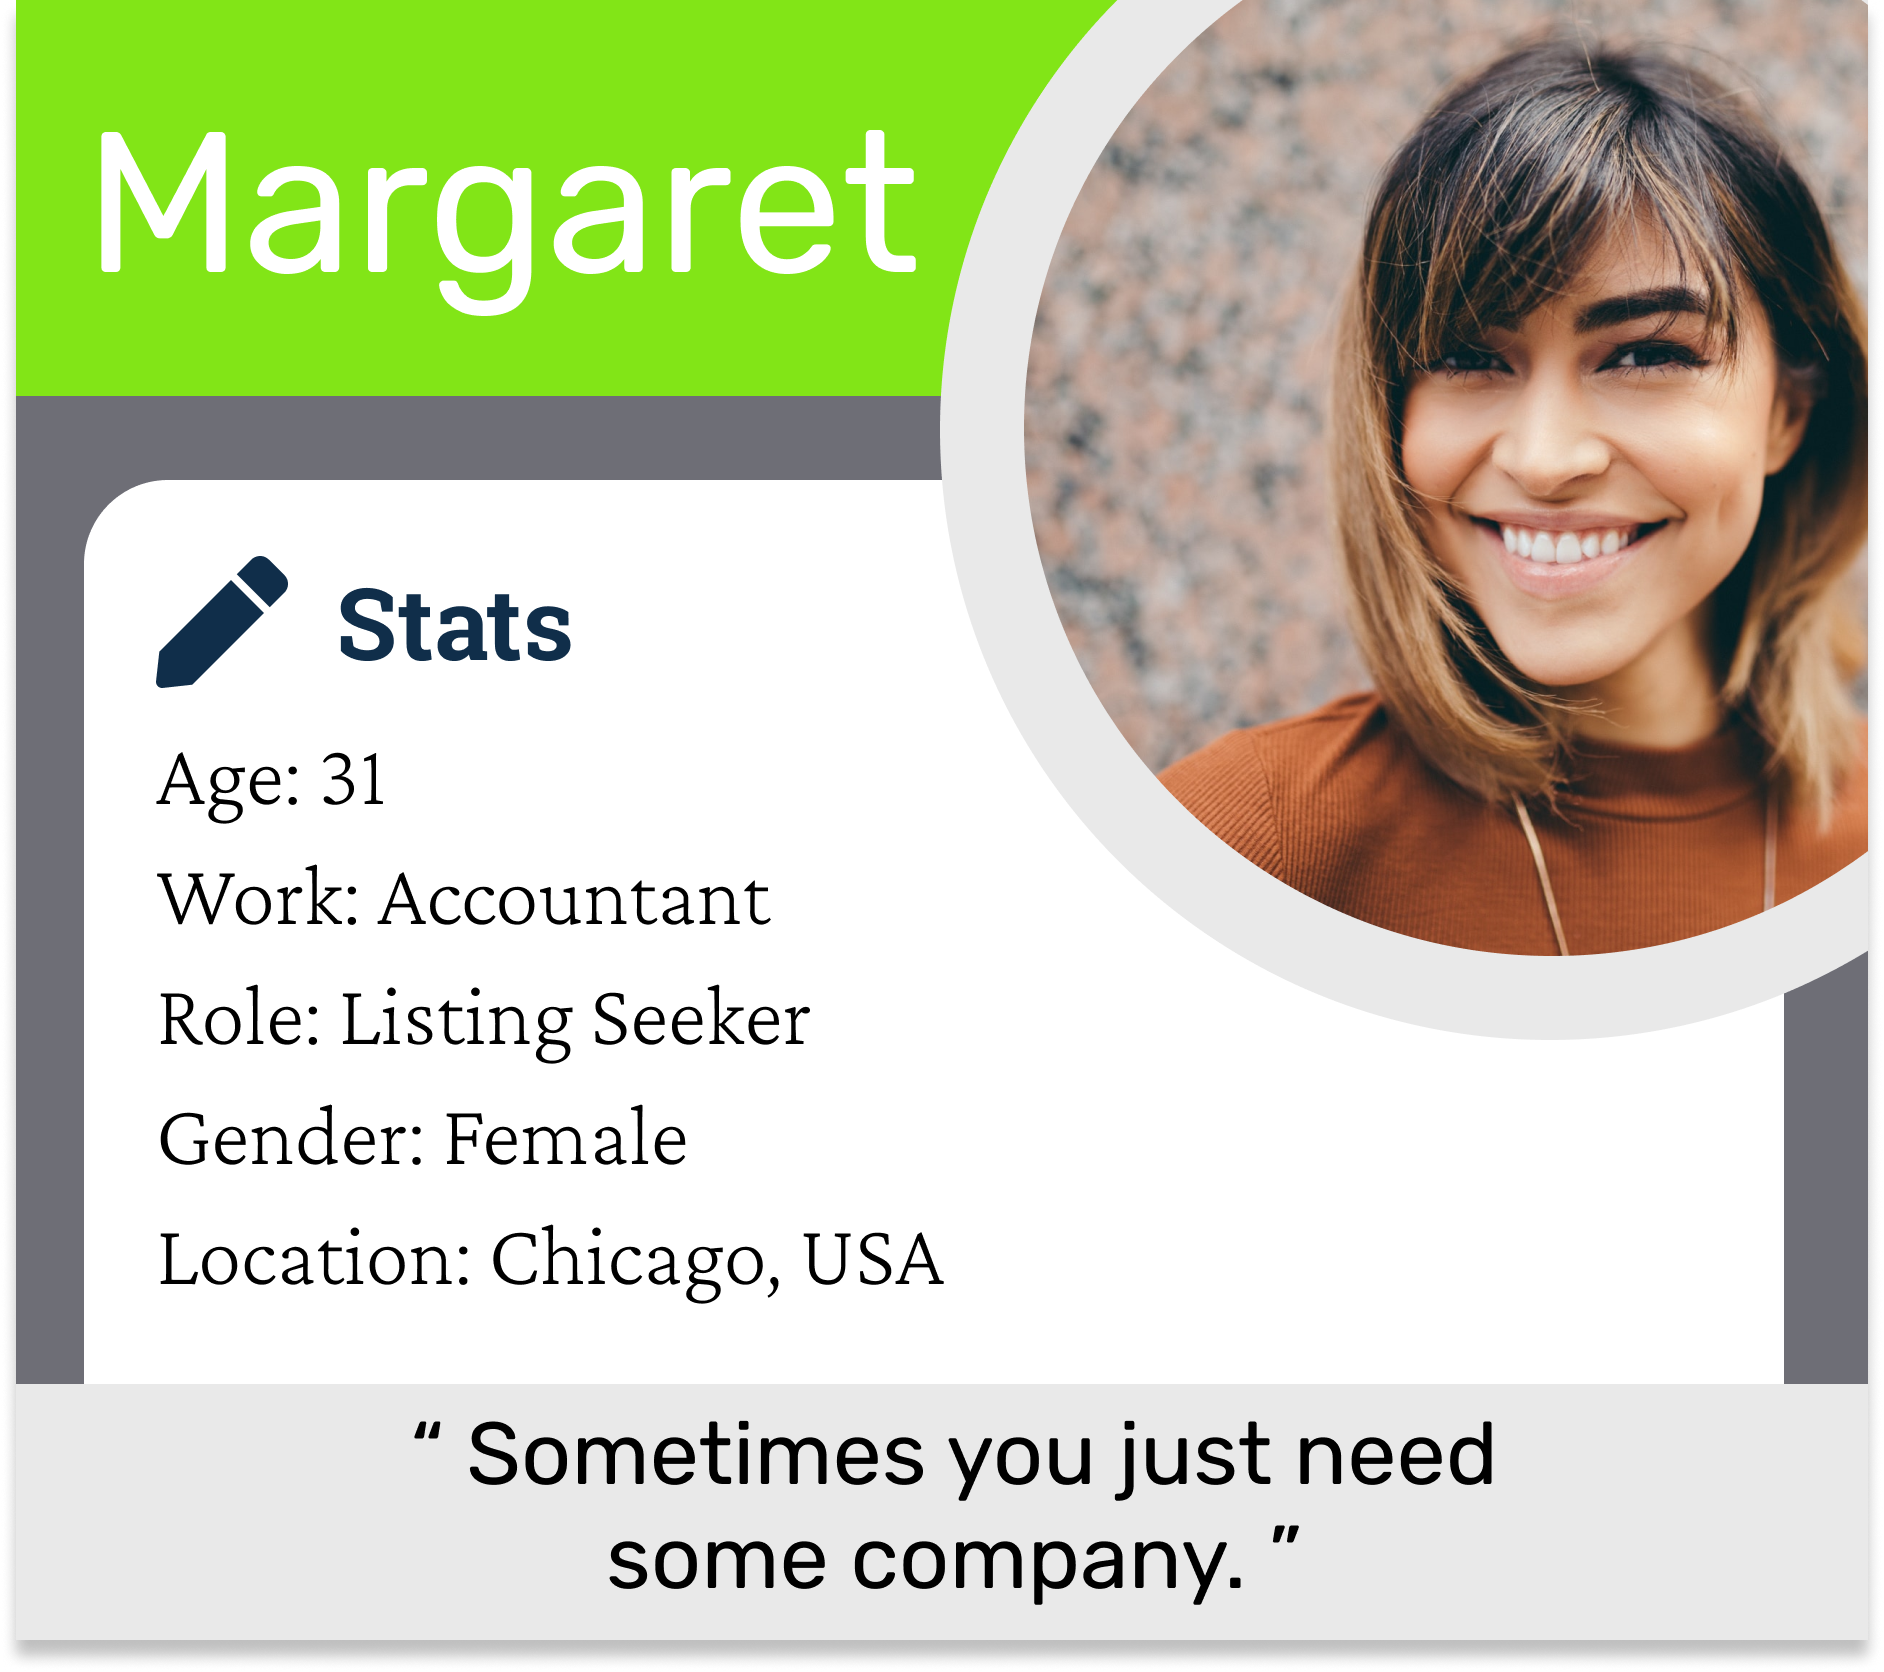 Margaret
Stats
Age: 31
Work: Accountant
Role: Listing Seeker
Gender: Female
Location: Chicago, USA
“ Sometimes you just need
some company. ”